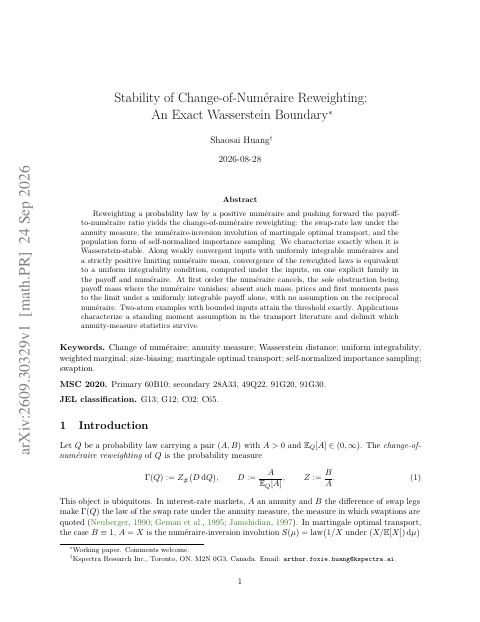 Stability of Change-of-Numéraire Reweighting:
An Exact Wasserstein Boundary*
Shaosai Huang†
2026-08-28
Abstract
Reweighting a probability law by a positive numéraire and pushing forward the payoff-
to-numéraire ratio yields the change-of-numéraire reweighting: the swap-rate law under
the annuity measure, the numéraire-inversion involution of martingale optimal transport, and
the population form of self-normalized importance sampling. We characterize exactly when it is
Wasserstein-stable. Along weakly convergent inputs with uniformly integrable numéraires and
a strictly positive limiting numéraire mean, convergence of the reweighted laws is equivalent
to a uniform integrability condition, computed under the inputs, on one explicit family in
the payoff and numéraire. At first order the numéraire cancels, the sole obstruction being
payoff mass where the numéraire vanishes; absent such mass, prices and first moments pass
to the limit under a uniformly integrable payoff alone, with no assumption on the reciprocal
numéraire. Two-atom examples with bounded inputs attain the threshold exactly. Applications
characterize a standing moment assumption in the transport literature and delimit which
annuity-measure statistics survive.
Keywords. Change of numéraire; annuity measure; Wasserstein distance; uniform integrability;
weighted marginal; size-biasing; martingale optimal transport; self-normalized importance sampling;
swaption.
MSC 2020. Primary 60B10; secondary 28A33, 49Q22, 91G20, 91G30.
JEL classification. G13; G12; C02; C65.
1 Introduction
Let Q be a probability law carrying a pair (A, B) with A > 0 and 𝔼_Q[A] ∈ (0, ∞). The change-of-
numéraire reweighting of Q is the probability measure
Γ(Q) := Z_#(D dQ), D := A/𝔼_Q[A], Z := B/A. (1)
This object is ubiquitous. In interest-rate markets, A an annuity and B the difference of swap legs
make Γ(Q) the law of the swap rate under the annuity measure, the measure in which swaptions are
quoted (Neuberger, 1990; Geman et al., 1995; Jamshidian, 1997). In martingale optimal transport,
the case B ≡ 1, A = X is the numéraire-inversion involution S(μ) = law(1/X under (X/𝔼[X]) dμ)
*Working paper. Comments welcome.
†Kspectra Research Inc., Toronto, ON, M2N 0G3, Canada. Email: arthur.foxie.huang@kspectra.ai.
1
arXiv:2609.30329v1 [math.PR] 24 Sep 2026